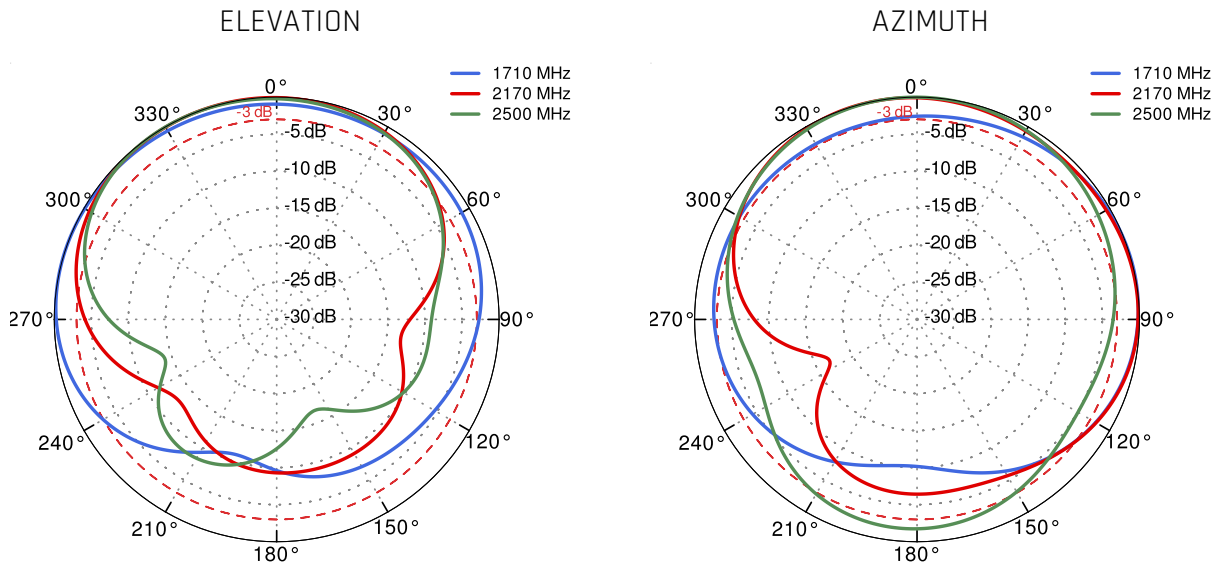 ELEVATION
1710 MHz
2170 MHz
2500 MHz
0°
330°
-3 dB
30°
-5 dB
-10 dB
300°
60°
-15 dB
-20 dB
-25 dB
270°
-30 dB
90°
240°
120°
210°
150°
180°
AZIMUTH
1710 MHz
2170 MHz
2500 MHz
0°
330°
-3 dB
30°
-5 dB
-10 dB
300°
60°
-15 dB
-20 dB
-25 dB
270°
-30 dB
90°
240°
120°
210°
150°
180°